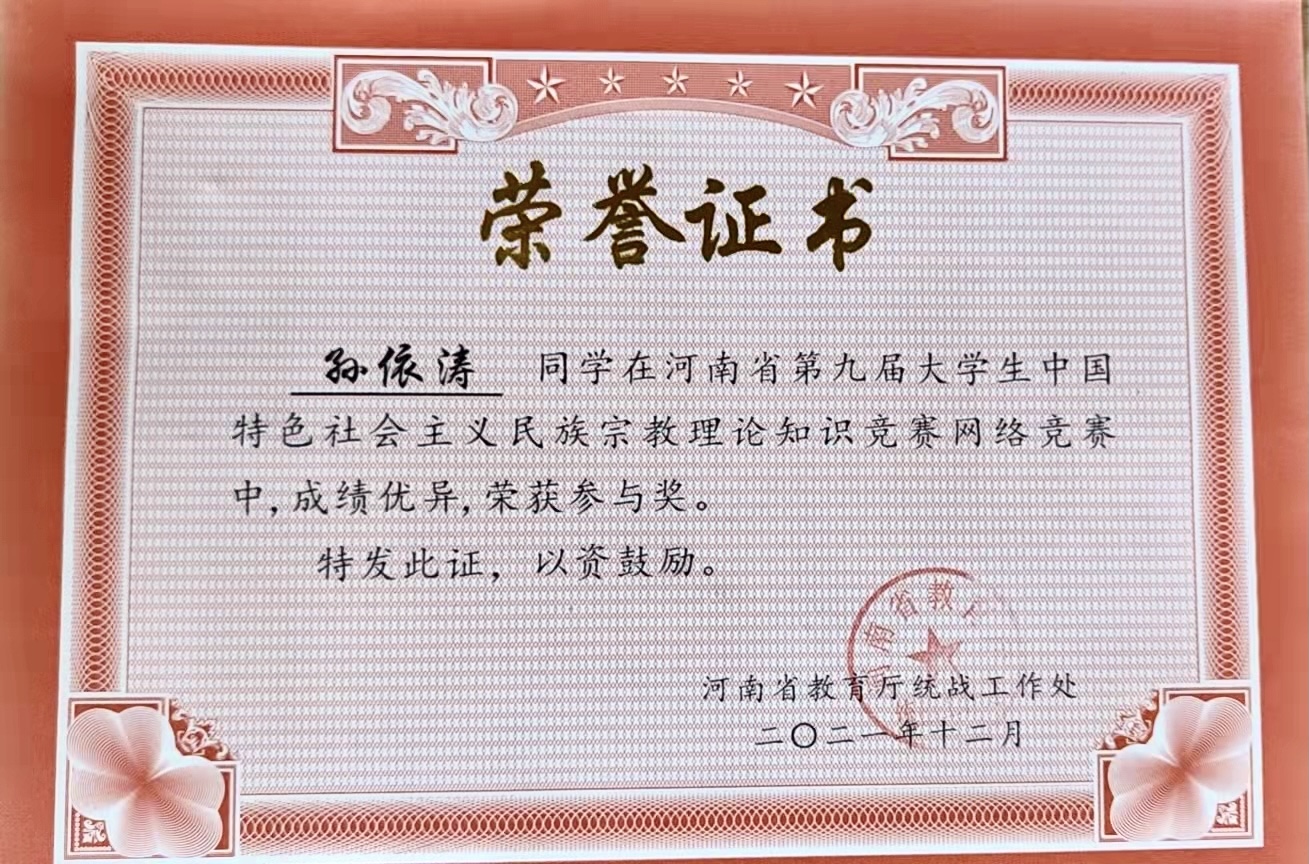 荣誉证书
孙依涛 同学在河南省第九届大学生中国
特色社会主义民族宗教理论知识竞赛网络竞赛
中,成绩优异,荣获参与奖。
特发此证，以资鼓励。
南省教
河南省教育厅统战工作处
二〇二一年十二月